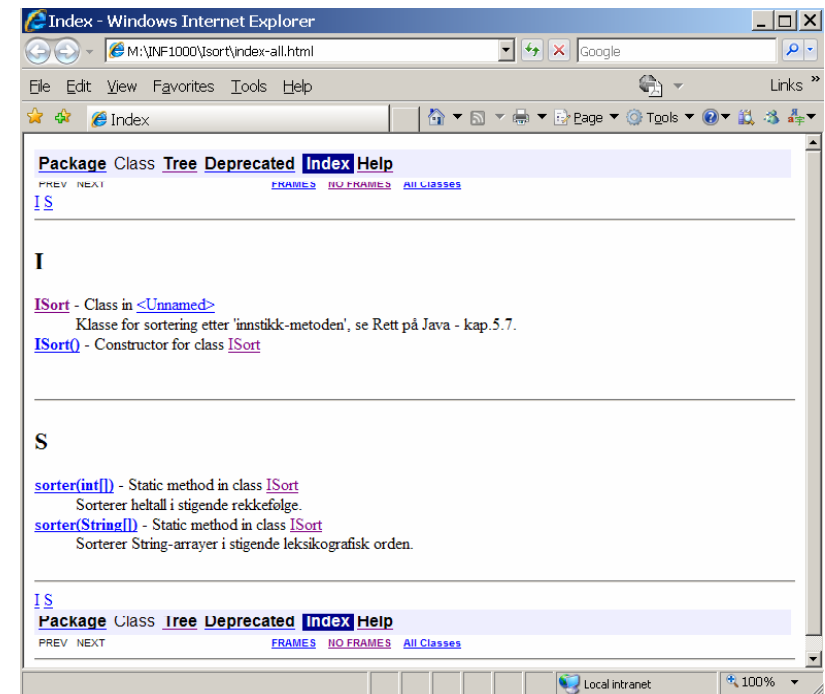 Index - Windows Internet Explorer
M:\INF1000\Isort\index-all.html Google
File Edit View Favorites Tools Help Links »
Index Page Tools
Package Class Tree Deprecated Index Help
PREV NEXT FRAMES NO FRAMES All Classes
I S
I
ISort - Class in <Unnamed>
Klasse for sortering etter 'innstikk-metoden', se Rett på Java - kap.5.7.
ISort() - Constructor for class ISort
S
sorter(int[]) - Static method in class ISort
Sorterer heltall i stigende rekkefølge.
sorter(String[]) - Static method in class ISort
Sorterer String-arrayer i stigende leksikografisk orden.
I S
Package Class Tree Deprecated Index Help
PREV NEXT FRAMES NO FRAMES All Classes
Local intranet 100%